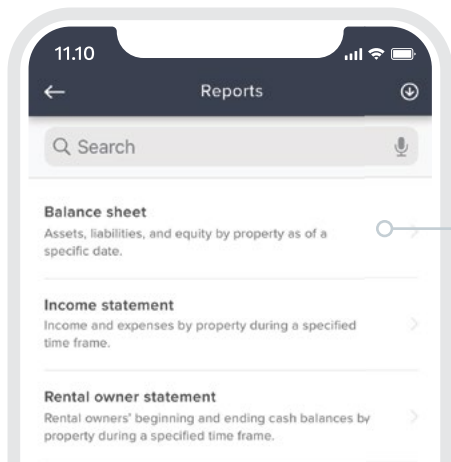 11.10
Reports
Search
Balance sheet
Assets, liabilities, and equity by property as of a
specific date.
Income statement
Income and expenses by property during a specified
time frame.
Rental owner statement
Rental owners' beginning and ending cash balances by
property during a specified time frame.